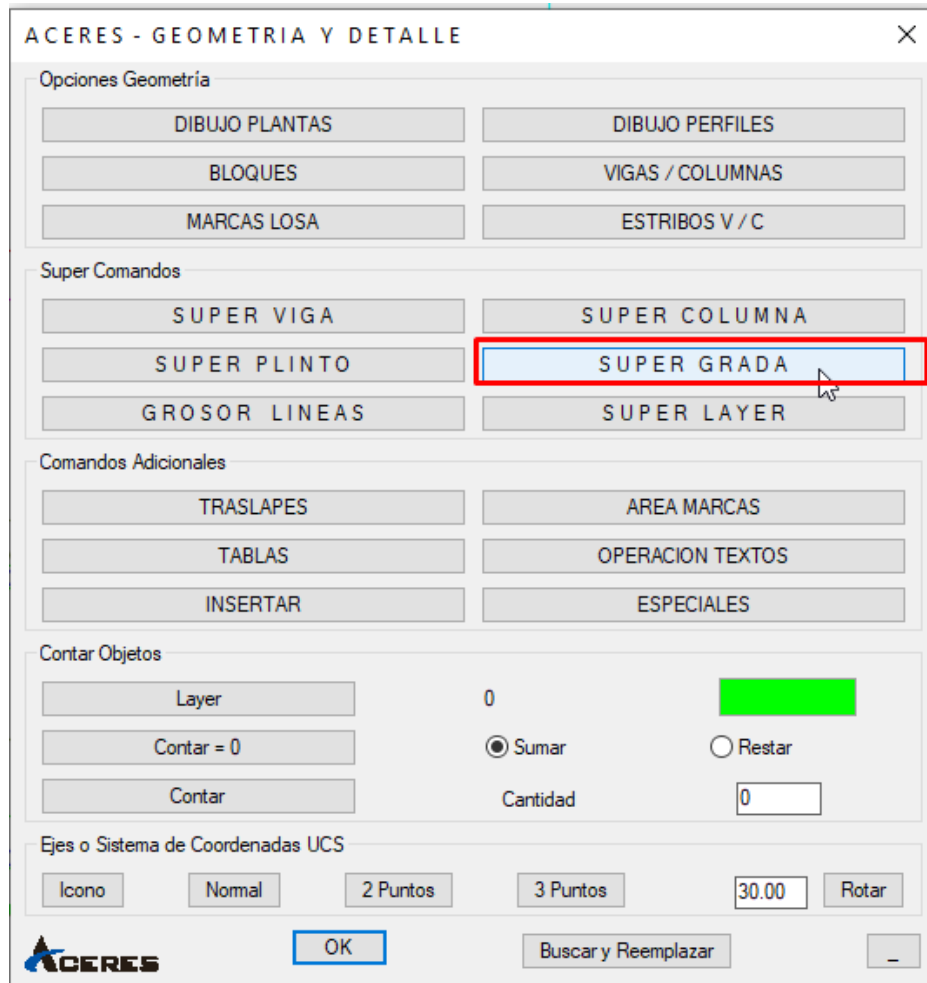 ACERES - GEOMETRIA Y DETALLE
Opciones Geometría
DIBUJO PLANTAS DIBUJO PERFILES
BLOQUES VIGAS / COLUMNAS
MARCAS LOSA ESTRIBOS V / C
Super Comandos
SUPER VIGA SUPER COLUMNA
SUPER PLINTO SUPER GRADA
GROSOR LINEAS SUPER LAYER
Comandos Adicionales
TRASLAPES AREA MARCAS
TABLAS OPERACION TEXTOS
INSERTAR ESPECIALES
Contar Objetos
Layer 0
Contar = 0 Sumar Restar
Contar Cantidad 0
Ejes o Sistema de Coordenadas UCS
Icono Normal 2 Puntos 3 Puntos 30.00 Rotar
ACERES OK Buscar y Reemplazar _